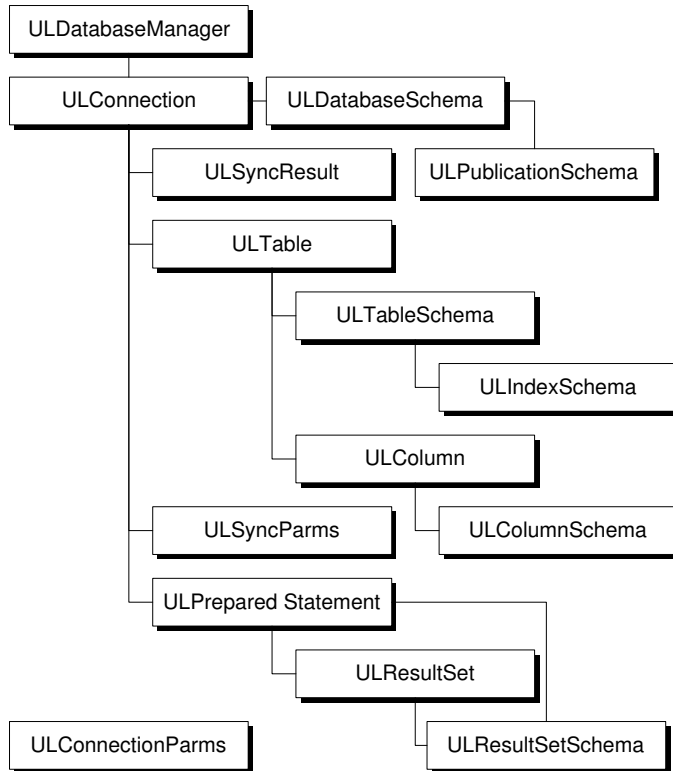 ULDatabaseManager
ULConnection
ULDatabaseSchema
ULSyncResult
ULPublicationSchema
ULTable
ULTableSchema
ULIndexSchema
ULColumn
ULSyncParms
ULColumnSchema
ULPrepared Statement
ULResultSet
ULConnectionParms
ULResultSetSchema